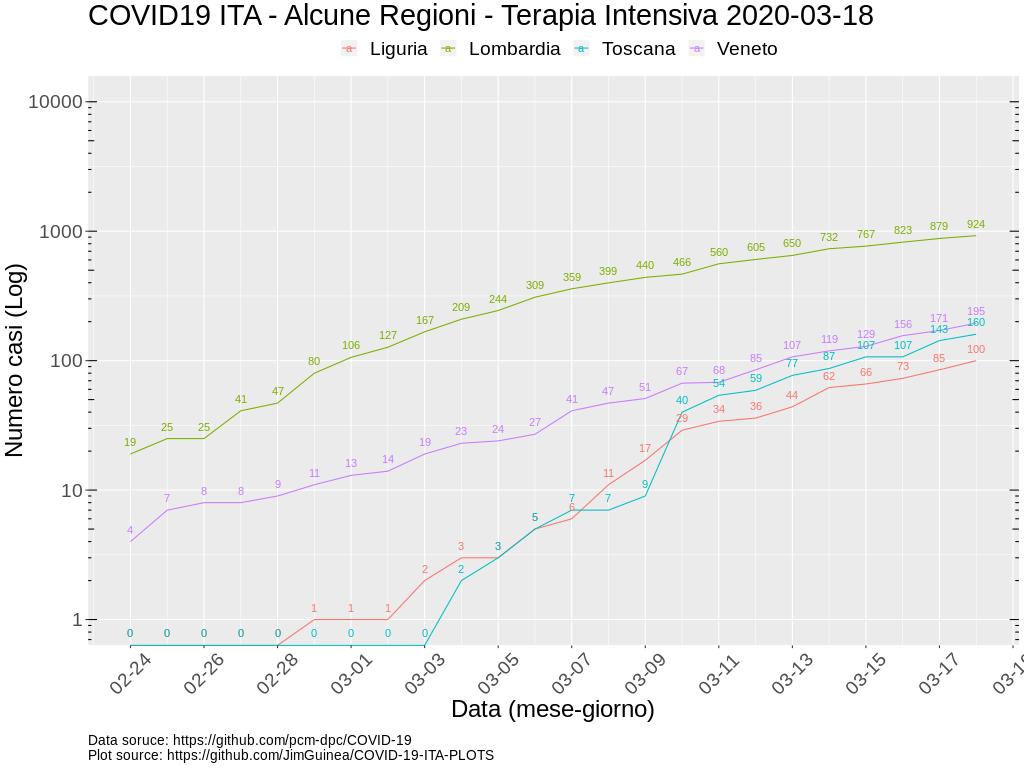 COVID19 ITA - Alcune Regioni - Terapia Intensiva 2020-03-18
a Liguria a Lombardia a Toscana a Veneto
10000
1000
100
10
1
Numero casi (Log)
19 25 25 41 47 80 106 127 167 209 244 309 359 399 440 466 560 605 650 732 767 823 879 924
4 7 8 8 9 11 13 14 19 23 24 27 41 47 51 67 68 85 107 119 129 156 171 195
0 0 0 0 0 1 1 1 2 3 3 5 6 11 17 29 34 36 44 62 66 73 85 100
0 0 0 0 0 0 0 0 0 2 3 5 7 7 9 40 54 59 77 87 107 107 143 160
02-24 02-26 02-28 03-01 03-03 03-05 03-07 03-09 03-11 03-13 03-15 03-17
Data (mese-giorno)
Data soruce: https://github.com/pcm-dpc/COVID-19
Plot source: https://github.com/JimGuinea/COVID-19-ITA-PLOTS